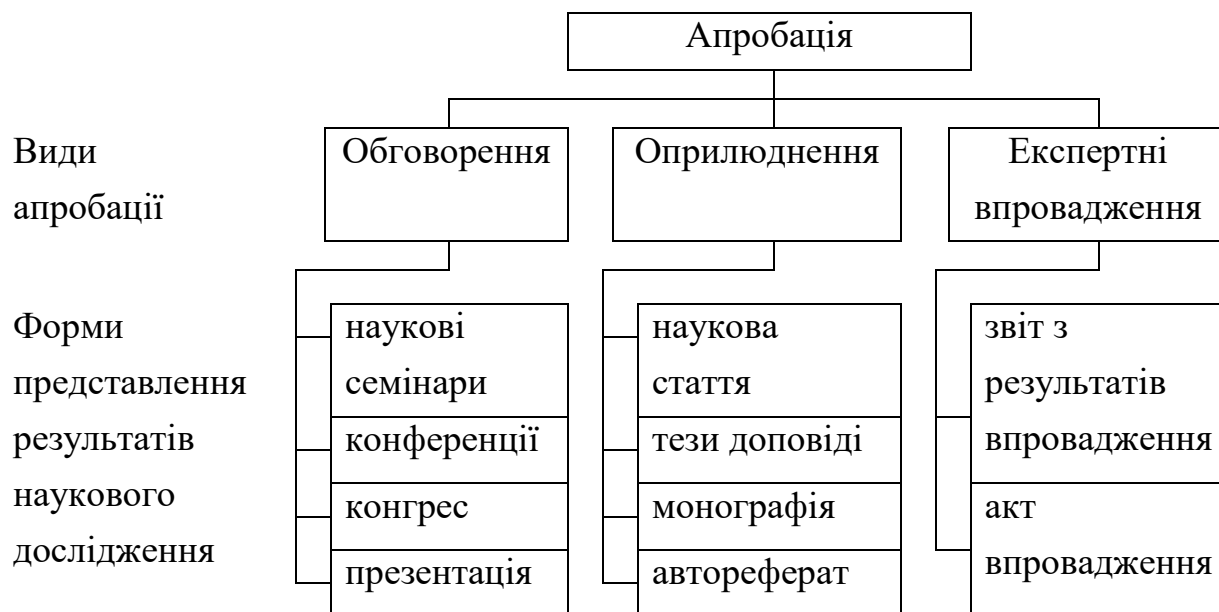 Апробація
Види
апробації
Обговорення
Оприлюднення
Експертні
впровадження
Форми
представлення
результатів
наукового
дослідження
наукові
семінари
конференції
конгрес
презентація
наукова
стаття
тези доповіді
монографія
автореферат
звіт з
результатів
впровадження
акт
впровадження